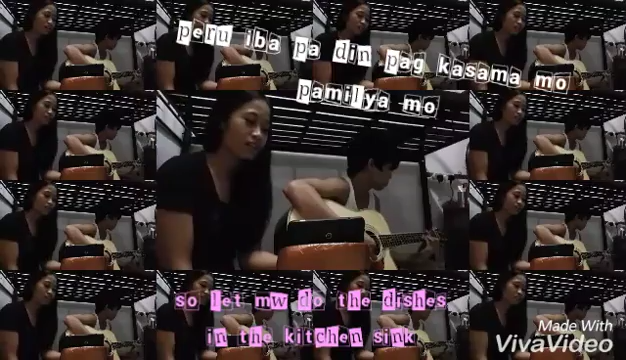 peru iba pa din pag kasama mo
pamilya mo
so let mw do the dishes
in the kitchen sink
Made With
VivaVideo